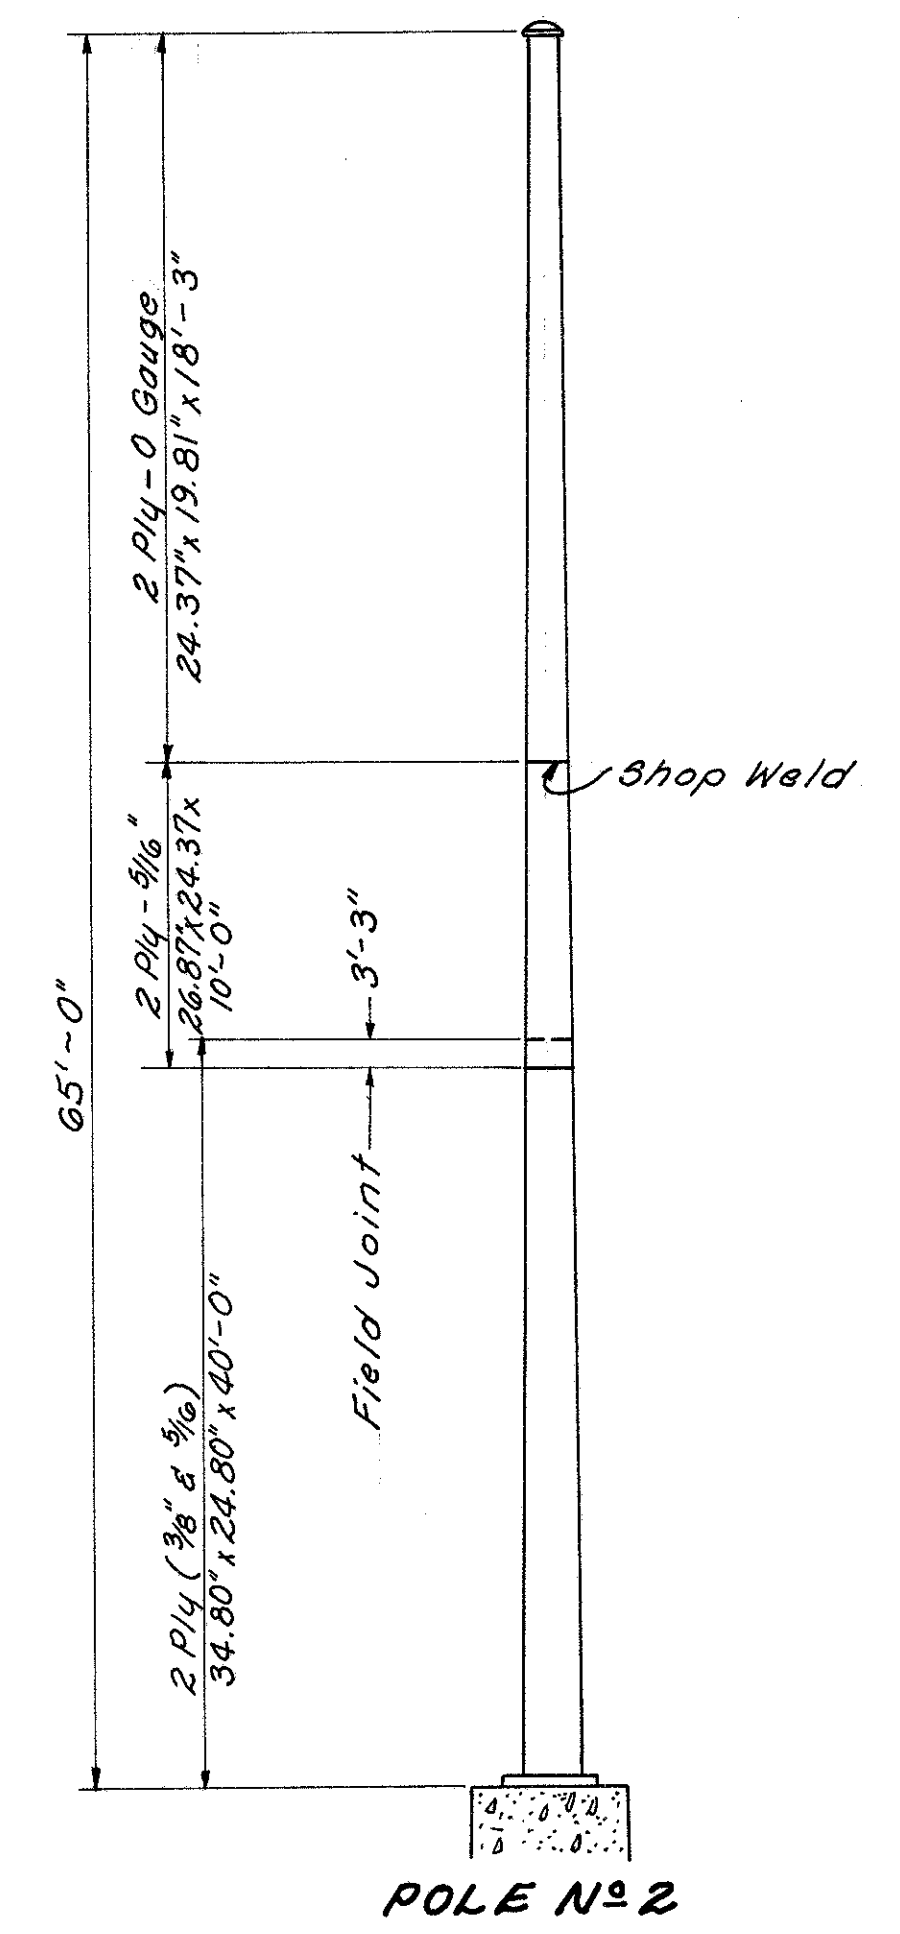 65'~0"
2 Ply-0 Gauge
24.37"x 19.81"x 18'-3"
Shop Weld
2 Ply-5/16"
26.87"x24.37x
10'-0"
3'-3"
Field Joint
2 Ply (3/8" & 5/16)
34.80"x 24.80"x 40'-0"
POLE Nº 2